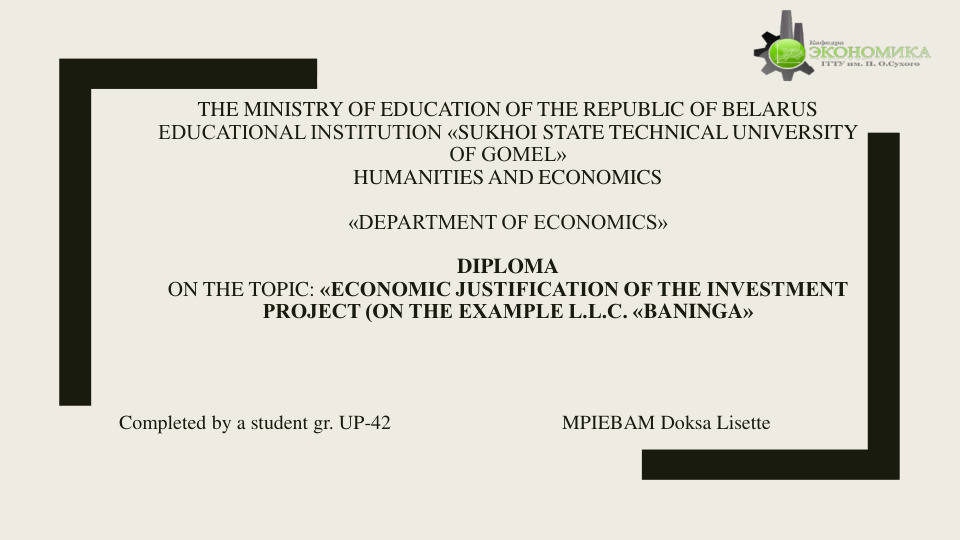 Кафедра
ЭКОНОМИКА
ГГТУ им. П. О.Сухого
THE MINISTRY OF EDUCATION OF THE REPUBLIC OF BELARUS
EDUCATIONAL INSTITUTION «SUKHOI STATE TECHNICAL UNIVERSITY
OF GOMEL»
HUMANITIES AND ECONOMICS
«DEPARTMENT OF ECONOMICS»
DIPLOMA
ON THE TOPIC: «ECONOMIC JUSTIFICATION OF THE INVESTMENT
PROJECT (ON THE EXAMPLE L.L.C. «BANINGA»
Completed by a student gr. UP-42 MPIEBAM Doksa Lisette